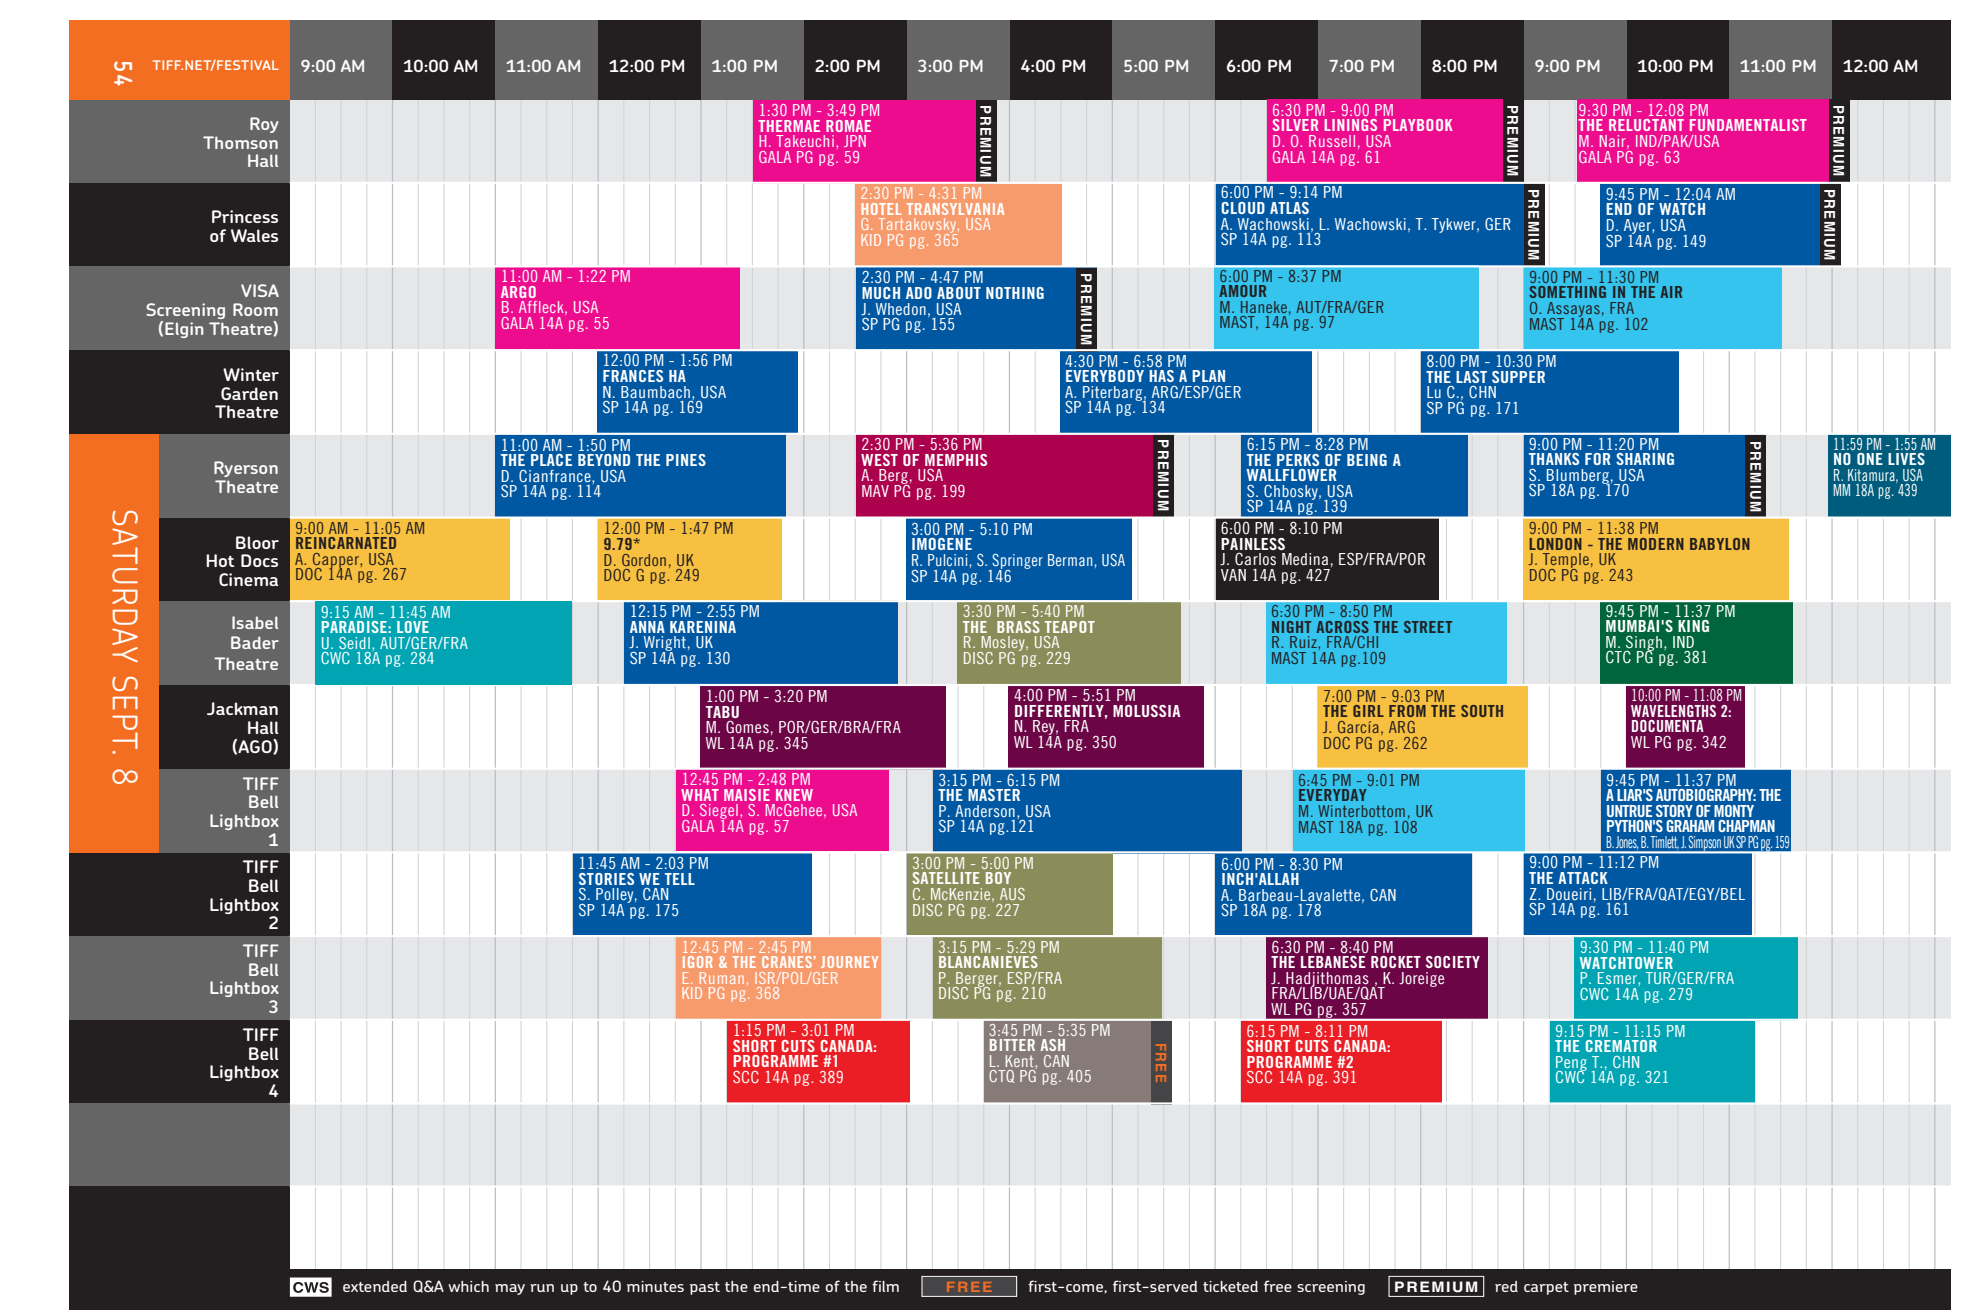 54
TIFF.NET/FESTIVAL
9:00 AM
10:00 AM
11:00 AM
12:00 PM
1:00 PM
2:00 PM
3:00 PM
4:00 PM
5:00 PM
6:00 PM
7:00 PM
8:00 PM
9:00 PM
10:00 PM
11:00 PM
12:00 AM
SATURDAY SEPT. 8
Roy
Thomson
Hall
1:30 PM - 3:49 PM
THERMAE ROMAE
H. Takeuchi, JPN
GALA PG pg. 59
PREMIUM
6:30 PM - 9:00 PM
SILVER LININGS PLAYBOOK
D. O. Russell, USA
GALA 14A pg. 61
PREMIUM
9:30 PM - 12:08 PM
THE RELUCTANT FUNDAMENTALIST
M. Nair, IND/PAK/USA
GALA PG pg. 63
PREMIUM
Princess
of Wales
2:30 PM - 4:31 PM
HOTEL TRANSYLVANIA
G. Tartakovsky, USA
KID PG pg. 365
6:00 PM - 9:14 PM
CLOUD ATLAS
A. Wachowski, L. Wachowski, T. Tykwer, GER
SP 14A pg. 113
PREMIUM
9:45 PM - 12:04 AM
END OF WATCH
D. Ayer, USA
SP 14A pg. 149
PREMIUM
VISA
Screening Room
(Elgin Theatre)
11:00 AM - 1:22 PM
ARGO
B. Affleck, USA
GALA 14A pg. 55
2:30 PM - 4:47 PM
MUCH ADO ABOUT NOTHING
J. Whedon, USA
SP PG pg. 155
PREMIUM
6:00 PM - 8:37 PM
AMOUR
M. Haneke, AUT/FRA/GER
MAST, 14A pg. 97
9:00 PM - 11:30 PM
SOMETHING IN THE AIR
O. Assayas, FRA
MAST 14A pg. 102
Winter
Garden
Theatre
12:00 PM - 1:56 PM
FRANCES HA
N. Baumbach, USA
SP 14A pg. 169
4:30 PM - 6:58 PM
EVERYBODY HAS A PLAN
A. Piterbarg, ARG/ESP/GER
SP 14A pg. 134
8:00 PM - 10:30 PM
THE LAST SUPPER
Lu C., CHN
SP PG pg. 171
Ryerson
Theatre
11:00 AM - 1:50 PM
THE PLACE BEYOND THE PINES
D. Cianfrance, USA
SP 14A pg. 114
2:30 PM - 5:36 PM
WEST OF MEMPHIS
A. Berg, USA
MAV PG pg. 199
PREMIUM
6:15 PM - 8:28 PM
THE PERKS OF BEING A
WALLFLOWER
S. Chbosky, USA
SP 14A pg. 139
9:00 PM - 11:20 PM
THANKS FOR SHARING
S. Blumberg, USA
SP 18A pg. 170
PREMIUM
11:59 PM - 1:55 AM
NO ONE LIVES
R. Kitamura, USA
MM 18A pg. 439
Bloor
Hot Docs
Cinema
9:00 AM - 11:05 AM
REINCARNATED
A. Capper, USA
DOC 14A pg. 267
12:00 PM - 1:47 PM
9.79*
D. Gordon, UK
DOC G pg. 249
3:00 PM - 5:10 PM
IMOGENE
R. Pulcini, S. Springer Berman, USA
SP 14A pg. 146
6:00 PM - 8:10 PM
PAINLESS
J. Carlos Medina, ESP/FRA/POR
VAN 14A pg. 427
9:00 PM - 11:38 PM
LONDON - THE MODERN BABYLON
J. Temple, UK
DOC PG pg. 243
Isabel
Bader
Theatre
9:15 AM - 11:45 AM
PARADISE: LOVE
U. Seidl, AUT/GER/FRA
CWC 18A pg. 284
12:15 PM - 2:55 PM
ANNA KARENINA
J. Wright, UK
SP 14A pg. 130
3:30 PM - 5:40 PM
THE BRASS TEAPOT
R. Mosley, USA
DISC PG pg. 229
6:30 PM - 8:50 PM
NIGHT ACROSS THE STREET
R. Ruiz, FRA/CHI
MAST 14A pg.109
9:45 PM - 11:37 PM
MUMBAI'S KING
M. Singh, IND
CTC PG pg. 381
Jackman
Hall
(AGO)
1:00 PM - 3:20 PM
TABU
M. Gomes, POR/GER/BRA/FRA
WL 14A pg. 345
4:00 PM - 5:51 PM
DIFFERENTLY, MOLUSSIA
N. Rey, FRA
WL 14A pg. 350
7:00 PM - 9:03 PM
THE GIRL FROM THE SOUTH
J. García, ARG
DOC PG pg. 262
10:00 PM - 11:08 PM
WAVELENGTHS 2:
DOCUMENTA
WL PG pg. 342
TIFF
Bell
Lightbox
1
12:45 PM - 2:48 PM
WHAT MAISIE KNEW
D. Siegel, S. McGehee, USA
GALA 14A pg. 57
3:15 PM - 6:15 PM
THE MASTER
P. Anderson, USA
SP 14A pg.121
6:45 PM - 9:01 PM
EVERYDAY
M. Winterbottom, UK
MAST 18A pg. 108
9:45 PM - 11:37 PM
A LIAR'S AUTOBIOGRAPHY: THE
UNTRUE STORY OF MONTY
PYTHON'S GRAHAM CHAPMAN
B. Jones, B. Timlett, J. Simpson UK SP PG pg. 159
TIFF
Bell
Lightbox
2
11:45 AM - 2:03 PM
STORIES WE TELL
S. Polley, CAN
SP 14A pg. 175
3:00 PM - 5:00 PM
SATELLITE BOY
C. McKenzie, AUS
DISC PG pg. 227
6:00 PM - 8:30 PM
INCH'ALLAH
A. Barbeau-Lavalette, CAN
SP 18A pg. 178
9:00 PM - 11:12 PM
THE ATTACK
Z. Doueiri, LIB/FRA/QAT/EGY/BEL
SP 14A pg. 161
TIFF
Bell
Lightbox
3
12:45 PM - 2:45 PM
IGOR & THE CRANES' JOURNEY
E. Ruman, ISR/POL/GER
KID PG pg. 368
3:15 PM - 5:29 PM
BLANCANIEVES
P. Berger, ESP/FRA
DISC PG pg. 210
6:30 PM - 8:40 PM
THE LEBANESE ROCKET SOCIETY
J. Hadjithomas , K. Joreige
FRA/LIB/UAE/QAT
WL PG pg. 357
9:30 PM - 11:40 PM
WATCHTOWER
P. Esmer, TUR/GER/FRA
CWC 14A pg. 279
TIFF
Bell
Lightbox
4
1:15 PM - 3:01 PM
SHORT CUTS CANADA:
PROGRAMME #1
SCC 14A pg. 389
3:45 PM - 5:35 PM
BITTER ASH
L. Kent, CAN
CTQ PG pg. 405
FREE
6:15 PM - 8:11 PM
SHORT CUTS CANADA:
PROGRAMME #2
SCC 14A pg. 391
9:15 PM - 11:15 PM
THE CREMATOR
Peng T., CHN
CWC 14A pg. 321
CWS extended Q&A which may run up to 40 minutes past the end-time of the film
FREE first-come, first-served ticketed free screening
PREMIUM red carpet premiere